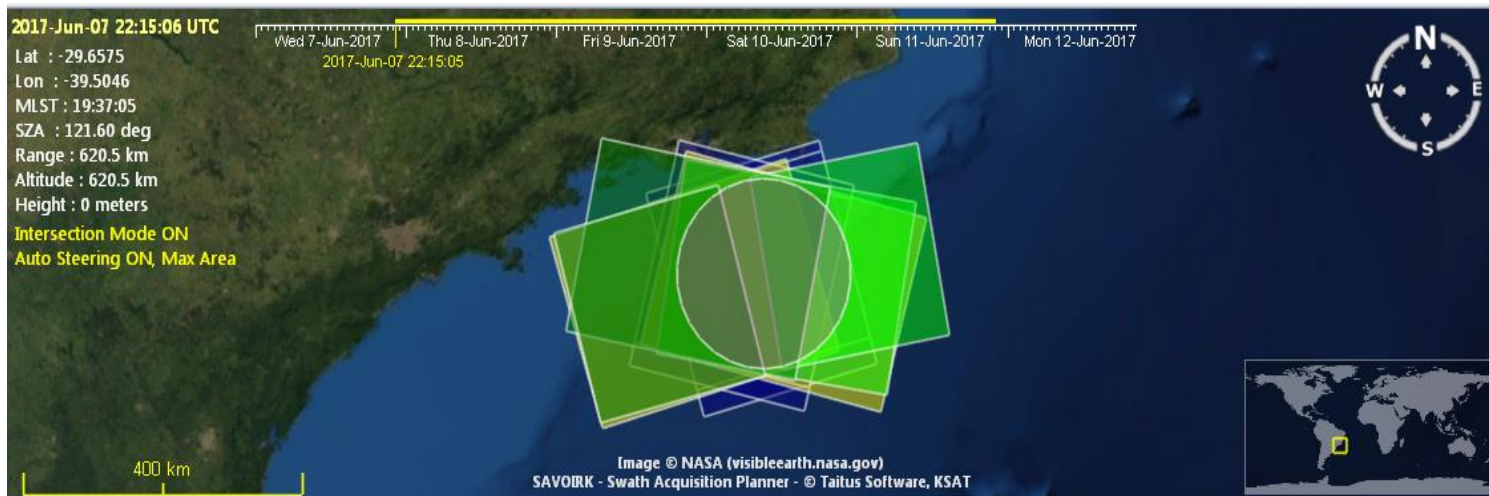 2017-Jun-07 22:15:06 UTC
Lat : -29.6575
Lon : -39.5046
MLST : 19:37:05
SZA : 121.60 deg
Range : 620.5 km
Altitude : 620.5 km
Height : 0 meters
Intersection Mode ON
Auto Steering ON, Max Area
Wed 7-Jun-2017 Thu 8-Jun-2017 Fri 9-Jun-2017 Sat 10-Jun-2017 Sun 11-Jun-2017 Mon 12-Jun-2017
2017-Jun-07 22:15:05
N
W E
S
400 km
Image © NASA (visibleearth.nasa.gov)
SAVOIRK - Swath Acquisition Planner - © Taitus Software, KSAT